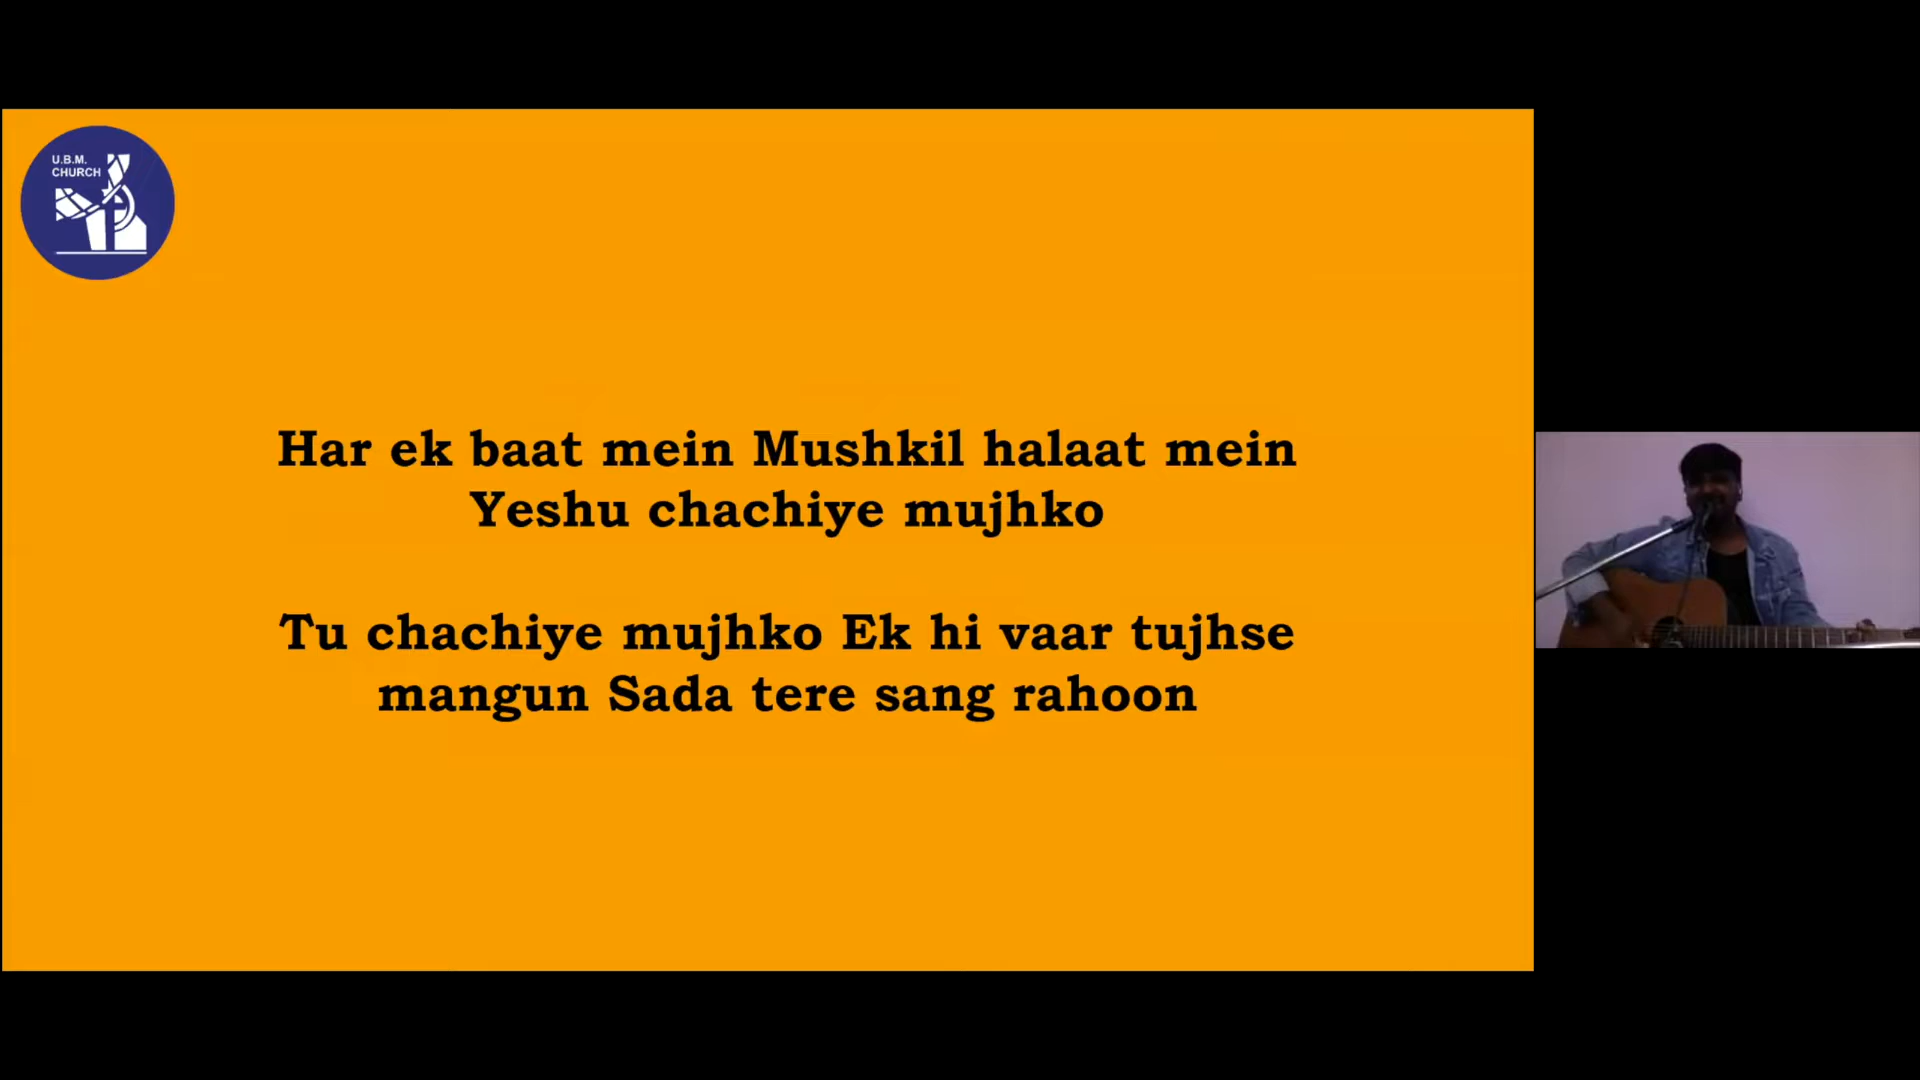 U.B.M.
CHURCH
Har ek baat mein Mushkil halaat mein
Yeshu chachiye mujhko
Tu chachiye mujhko Ek hi vaar tujhse
mangun Sada tere sang rahoon